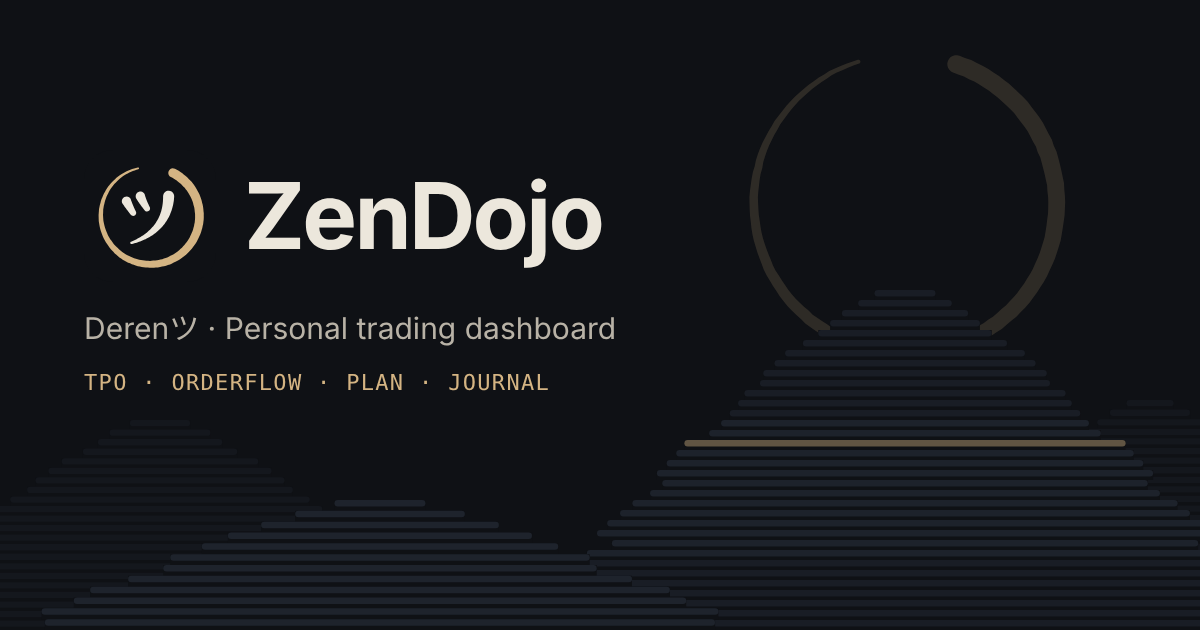 ツ ZenDojo
Derenツ · Personal trading dashboard
TPO · ORDERFLOW · PLAN · JOURNAL